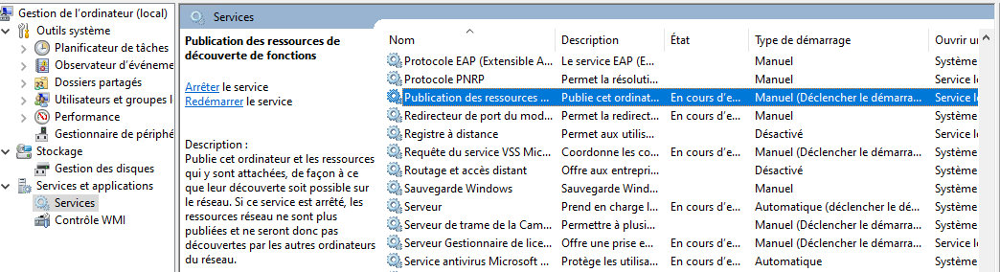 Gestion de l'ordinateur (local)
Outils système
Planificateur de tâches
Observateur d'événeme
Dossiers partagés
Utilisateurs et groupes l
Performance
Gestionnaire de périphé
Stockage
Gestion des disques
Services et applications
Services
Contrôle WMI
Services
Publication des ressources de
découverte de fonctions
Arrêter le service
Redémarrer le service
Description :
Publie cet ordinateur et les ressources
qui y sont attachées, de façon à ce
que leur découverte soit possible sur
le réseau. Si ce service est arrêté, les
ressources réseau ne sont plus
publiées et ne seront donc pas
découvertes par les autres ordinateurs
du réseau.
Nom Description État Type de démarrage Ouvrir un
Protocole EAP (Extensible A... Le service EAP (E... Manuel Système
Protocole PNRP Permet la résoluti... Manuel Service lo
Publication des ressources ... Publie cet ordinat... En cours d'e... Manuel (Déclencher le démarra... Service lo
Redirecteur de port du mod... Permet la redirect... En cours d'e... Manuel Système
Registre à distance Permet aux utilis... Désactivé Service lo
Requête du service VSS Mic... Coordonne les co... En cours d'e... Manuel (Déclencher le démarra... Système
Routage et accès distant Offre aux entrepri... Désactivé Système
Sauvegarde Windows Sauvegarde Wind... Manuel Système
Serveur Prend en charge l... En cours d'e... Automatique (déclencher le dé... Système
Serveur de trame de la Cam... Permettre à plusi... Manuel (Déclencher le démarra... Système
Serveur Gestionnaire de lice... Offre une prise e... En cours d'e... Manuel (Déclencher le démarra... Service lo
Service antivirus Microsoft ... Protège les utilisa... En cours d'e... Automatique Système